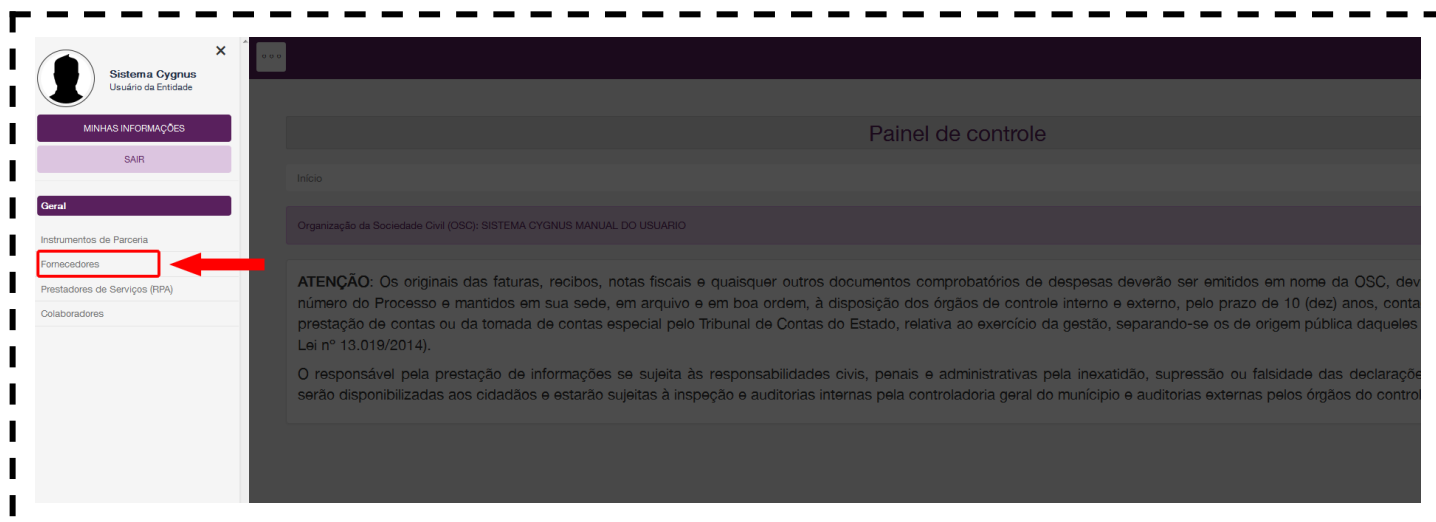 Sistema Cygnus
Usuário da Entidade
MINHAS INFORMAÇÕES
SAIR
Geral
Instrumentos de Parceria
Fornecedores
Prestadores de Serviços (RPA)
Colaboradores
Painel de controle
Início
Organização da Sociedade Civil (OSC): SISTEMA CYGNUS MANUAL DO USUARIO
ATENÇÃO: Os originais das faturas, recibos, notas fiscais e quaisquer outros documentos comprobatórios de despesas deverão ser emitidos em nome da OSC, dev
número do Processo e mantidos em sua sede, em arquivo e em boa ordem, à disposição dos órgãos de controle interno e externo, pelo prazo de 10 (dez) anos, conta
prestação de contas ou da tomada de contas especial pelo Tribunal de Contas do Estado, relativa ao exercício da gestão, separando-se os de origem pública daqueles
Lei nº 13.019/2014).
O responsável pela prestação de informações se sujeita às responsabilidades civis, penais e administrativas pela inexatidão, supressão ou falsidade das declaraçõe
serão disponibilizadas aos cidadãos e estarão sujeitas à inspeção e auditorias internas pela controladoria geral do município e auditorias externas pelos órgãos do control